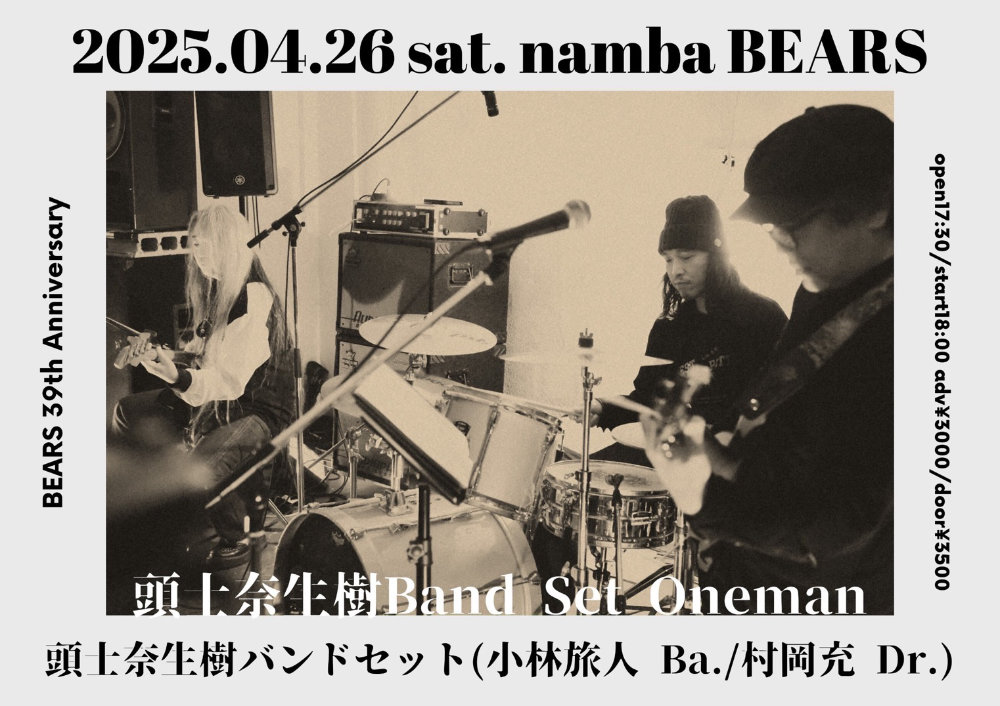 2025.04.26 sat. namba BEARS
BEARS 39th Anniversary
open17:30/start18:00 adv¥3000/door¥3500
頭士奈生樹Band Set Oneman
頭士奈生樹バンドセット(小林旅人 Ba./村岡充 Dr.)